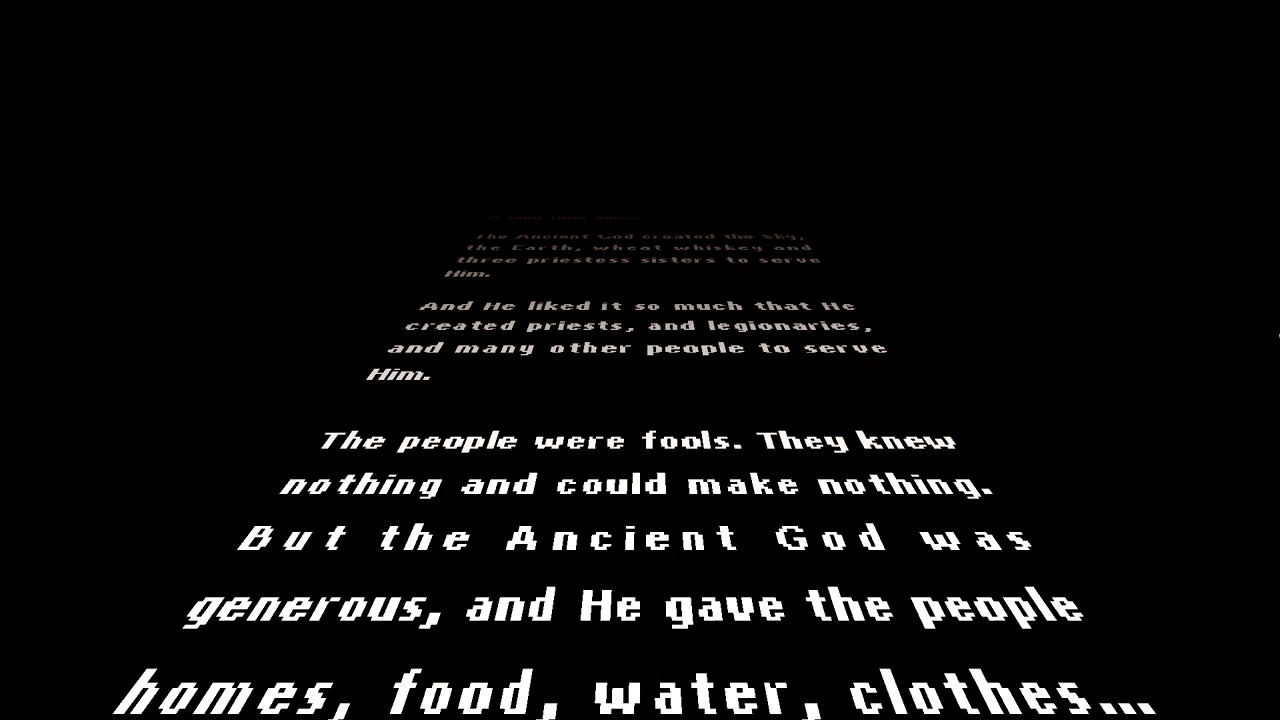 A long time ago...
The Ancient God created the Sky,
the Earth, wheat whiskey and
three priestess sisters to serve
Him.
And He liked it so much that He
created priests, and legionaries,
and many other people to serve
Him.
The people were fools. They knew
nothing and could make nothing.
But the Ancient God was
generous, and He gave the people
homes, food, water, clothes...